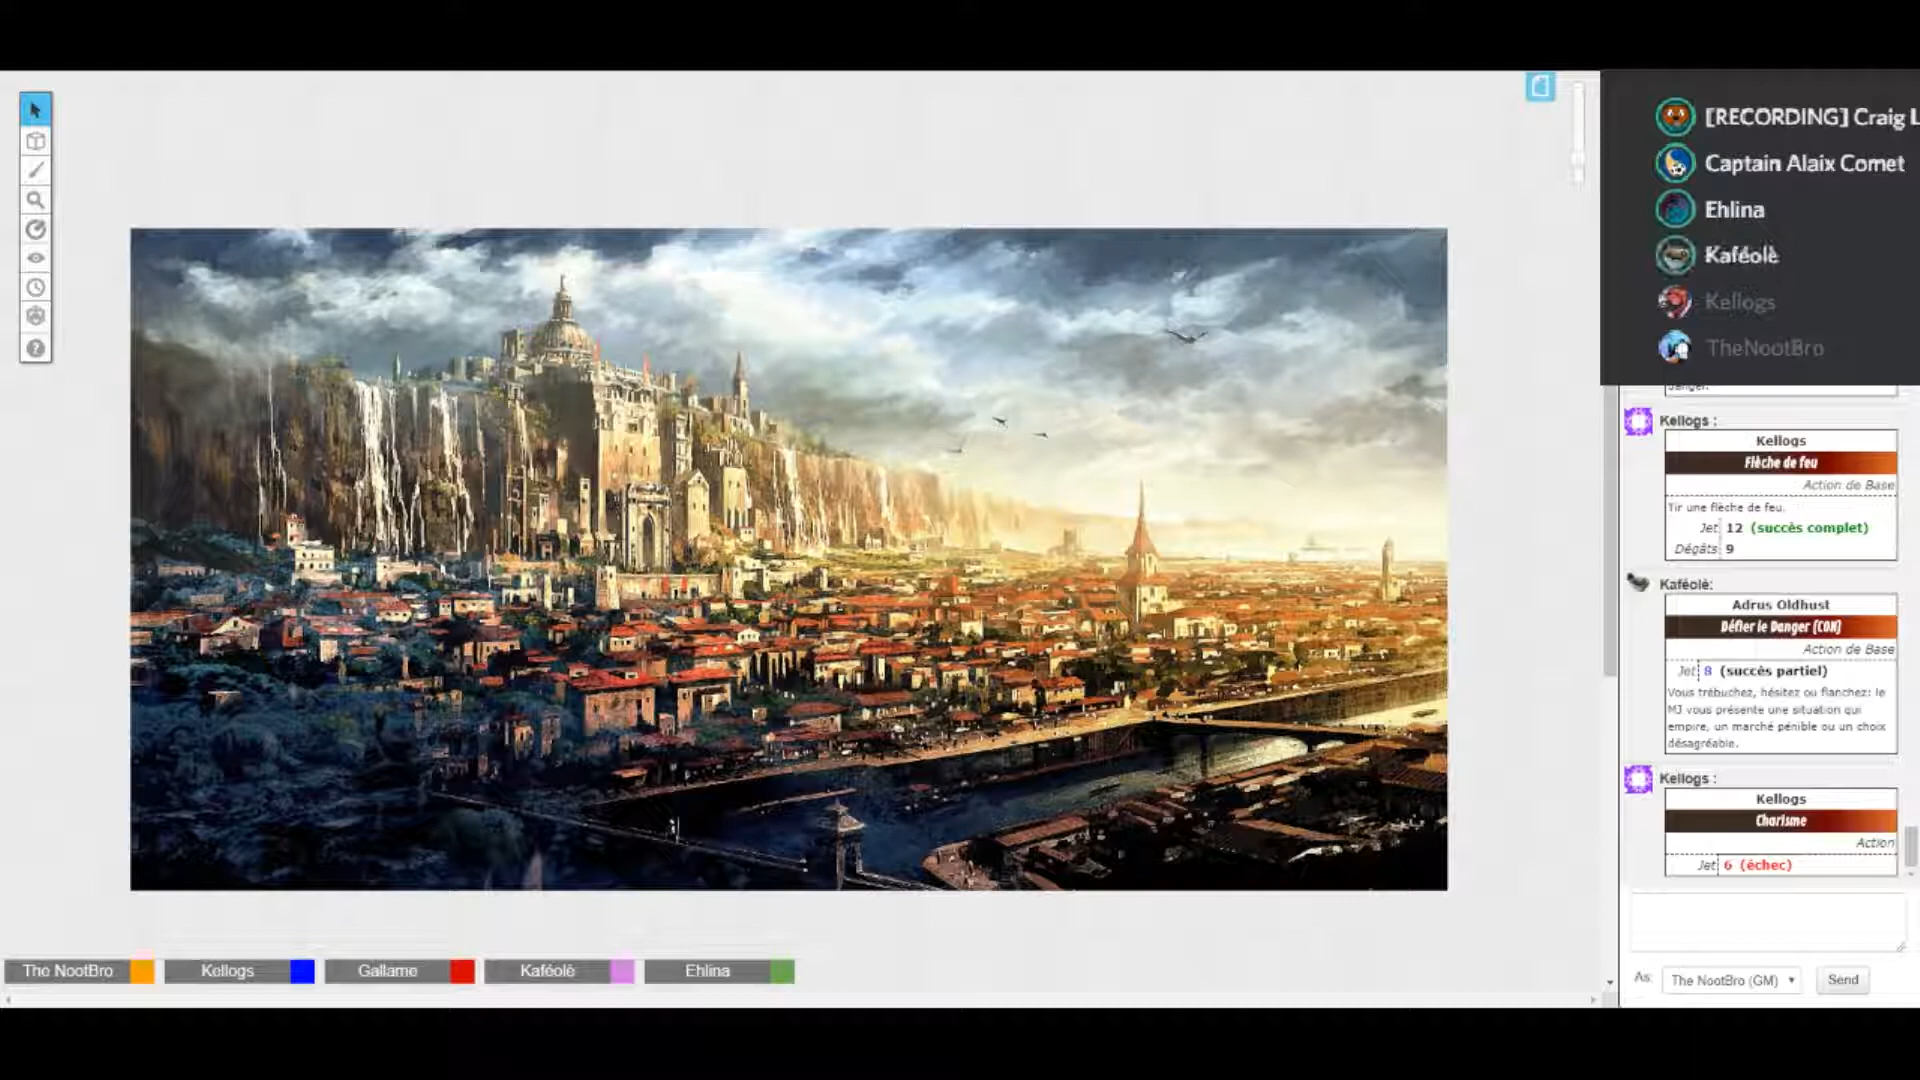 [RECORDING] Craig L
Captain Alaix Comet
Ehlina
Kaféolè
Kellogs
TheNootBro
danger.
Kellogs :
Kellogs
Flèche de feu
Action de Base
Tir une flèche de feu.
Jet 12 (succès complet)
Dégâts 9
Kaféolè:
Adrus Oldhust
Défier le Danger (CON)
Action de Base
Jet 8 (succès partiel)
Vous trébuchez, hésitez ou flanchez: le
MJ vous présente une situation qui
empire, un marché pénible ou un choix
désagréable.
Kellogs :
Kellogs
Charisme
Action
Jet 6 (échec)
The NootBro
Kellogs
Gallame
Kaféolè
Ehlina
As:
The NootBro (GM)
Send